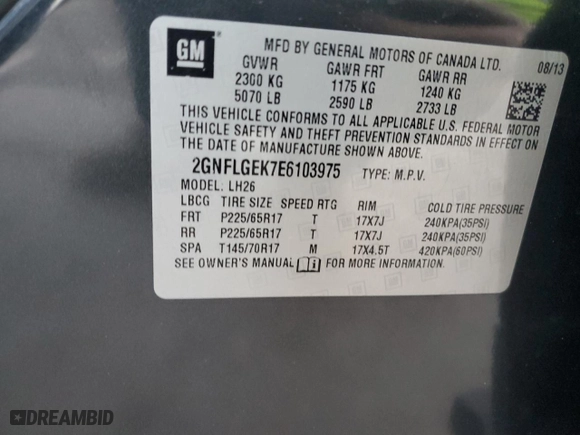 GM
MFD BY GENERAL MOTORS OF CANADA LTD.
08/13
GVWR GAWR FRT GAWR RR
2300 KG 1175 KG 1240 KG
5070 LB 2590 LB 2733 LB
THIS VEHICLE CONFORMS TO ALL APPLICABLE U.S. FEDERAL MOTOR
VEHICLE SAFETY AND THEFT PREVENTION STANDARDS IN EFFECT ON
THE DATE OF MANUFACTURE SHOWN ABOVE.
2GNFLGEK7E6103975 TYPE: M.P.V.
MODEL: LH26
LBCG TIRE SIZE SPEED RTG RIM COLD TIRE PRESSURE
FRT P225/65R17 T 17X7J 240KPA(35PSI)
RR P225/65R17 T 17X7J 240KPA(35PSI)
SPA T145/70R17 M 17X4.5T 420KPA(60PSI)
SEE OWNER'S MANUAL FOR MORE INFORMATION.
DREAMBID